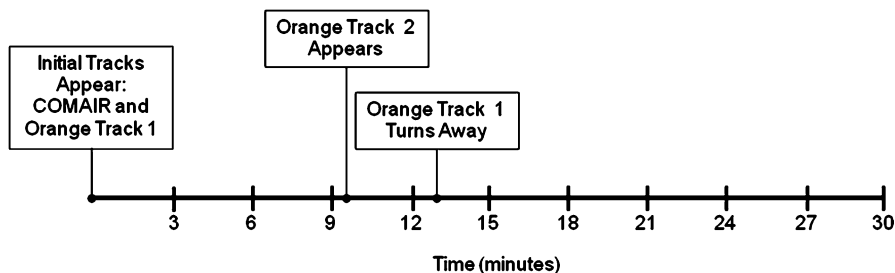 Initial Tracks
Appear:
COMAIR and
Orange Track 1
Orange Track 2
Appears
Orange Track 1
Turns Away
3
6
9
12
15
18
21
24
27
30
Time (minutes)